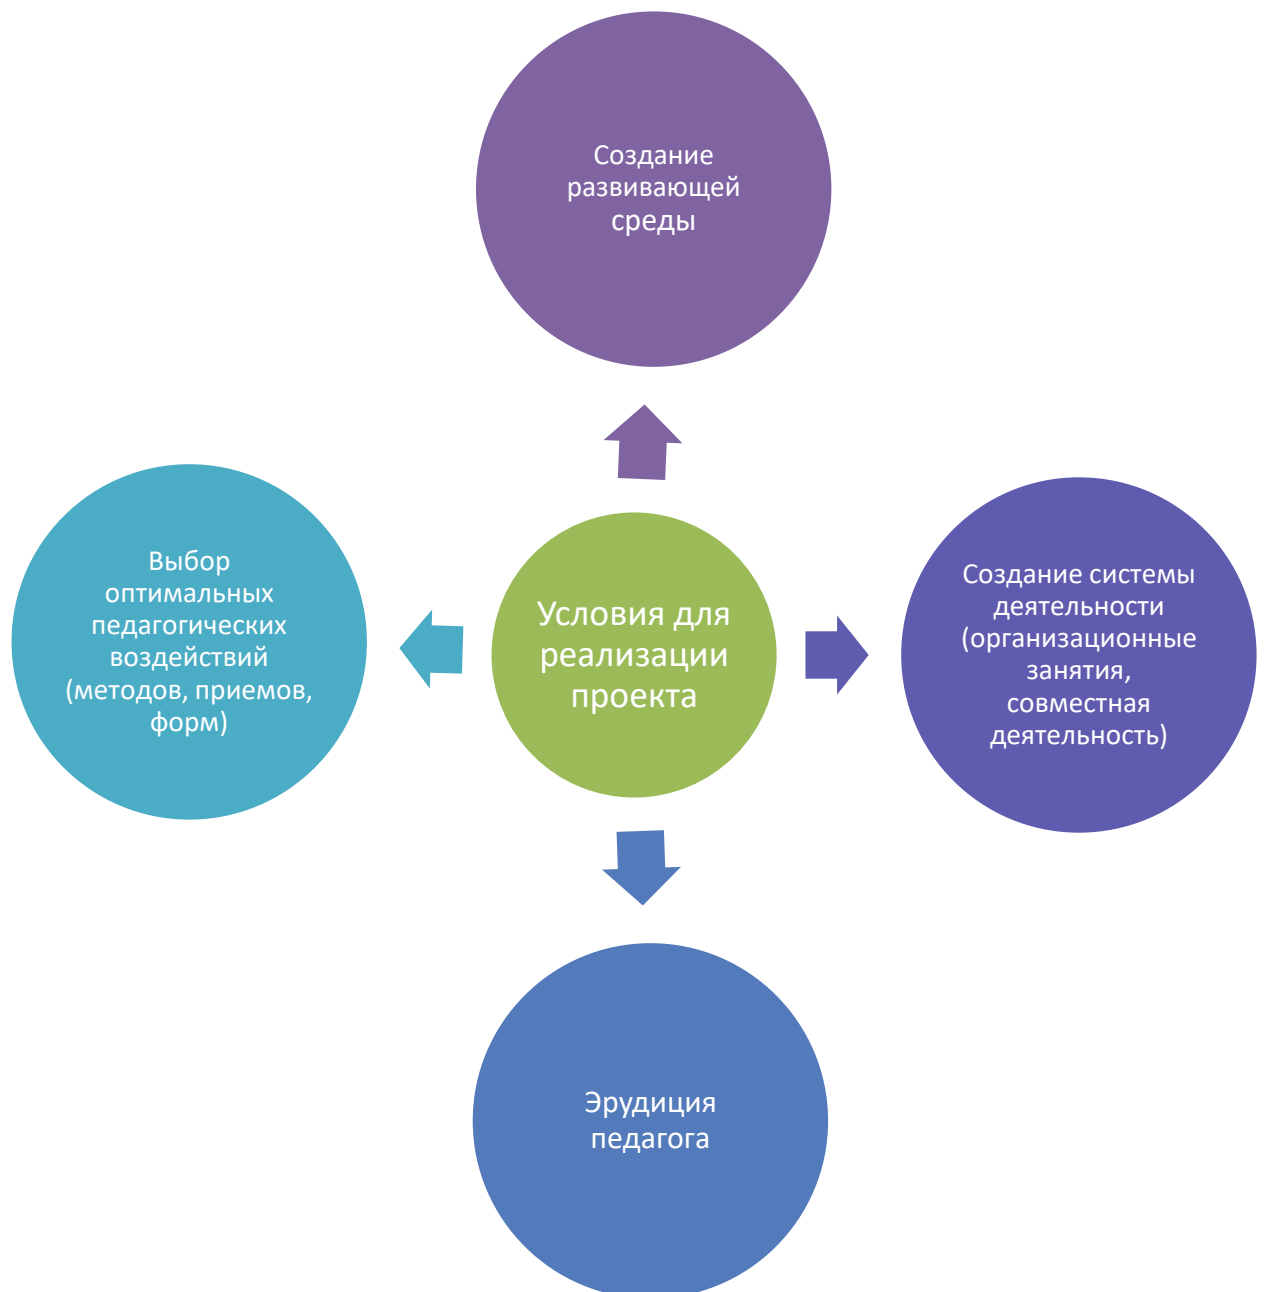 Создание
развивающей
среды
Выбор
оптимальных
педагогических
воздействий
(методов, приемов,
форм)
Условия для
реализации
проекта
Создание системы
деятельности
(организационные
занятия,
совместная
деятельность)
Эрудиция
педагога